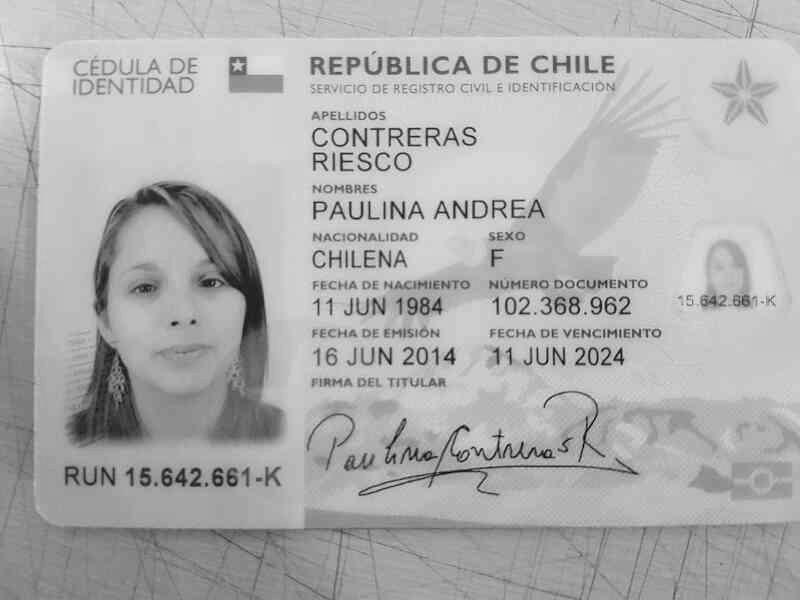 CÉDULA DE
IDENTIDAD
REPÚBLICA DE CHILE
SERVICIO DE REGISTRO CIVIL E IDENTIFICACIÓN
APELLIDOS
CONTRERAS
RIESCO
NOMBRES
PAULINA ANDREA
NACIONALIDAD SEXO
CHILENA F
FECHA DE NACIMIENTO NÚMERO DOCUMENTO
11 JUN 1984 102.368.962
15.642.661-K
FECHA DE EMISIÓN FECHA DE VENCIMIENTO
16 JUN 2014 11 JUN 2024
FIRMA DEL TITULAR
Paulina Contreras R.
RUN 15.642.661-K